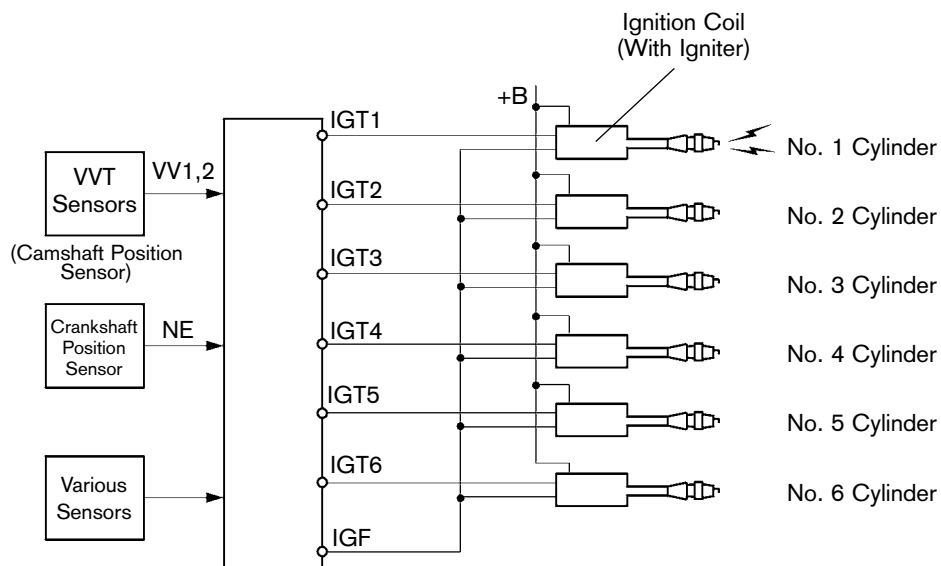 Ignition Coil
(With Igniter)
+B
IGT1
No. 1 Cylinder
VVT
Sensors
VV1,2
IGT2
No. 2 Cylinder
(Camshaft Position
Sensor)
IGT3
No. 3 Cylinder
Crankshaft
Position
Sensor
NE
IGT4
No. 4 Cylinder
IGT5
No. 5 Cylinder
Various
Sensors
IGT6
No. 6 Cylinder
IGF